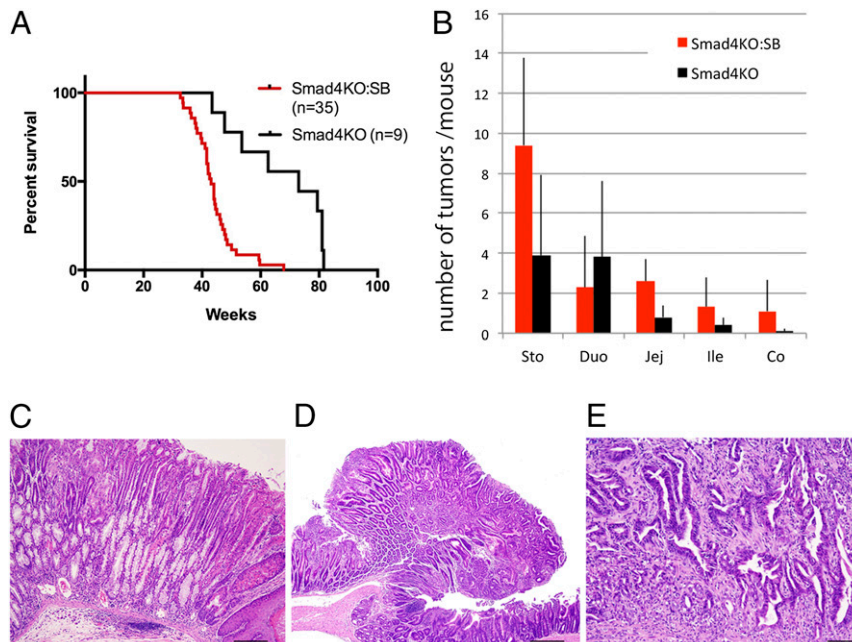 A
Smad4KO:SB
(n=35)
Smad4KO (n=9)
Percent survival
100
50
0
0 20 40 60 80 100
Weeks
B
Smad4KO:SB
Smad4KO
number of tumors /mouse
16
14
12
10
8
6
4
2
0
Sto Duo Jej Ile Co
C
D
E